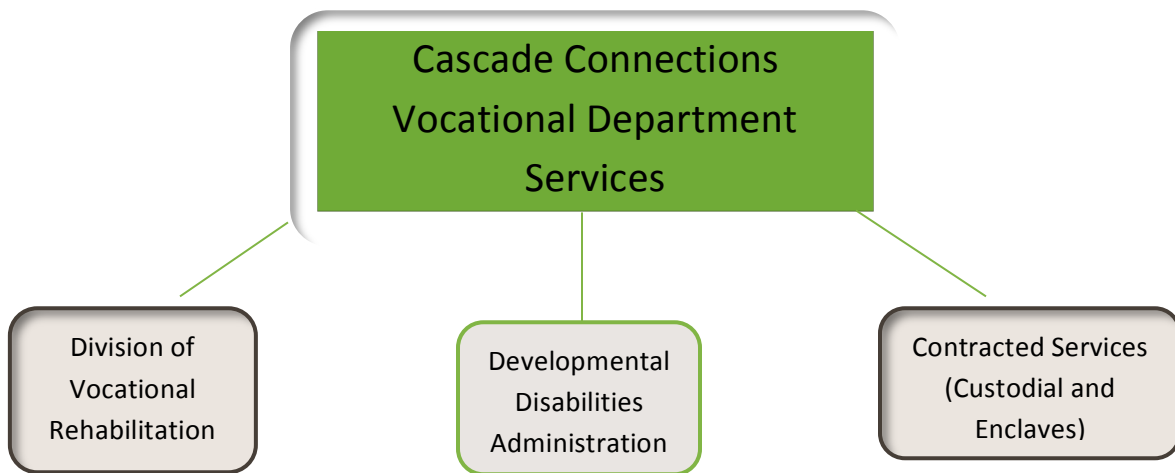 Cascade Connections
Vocational Department
Services
Division of
Vocational
Rehabilitation
Developmental
Disabilities
Administration
Contracted Services
(Custodial and
Enclaves)